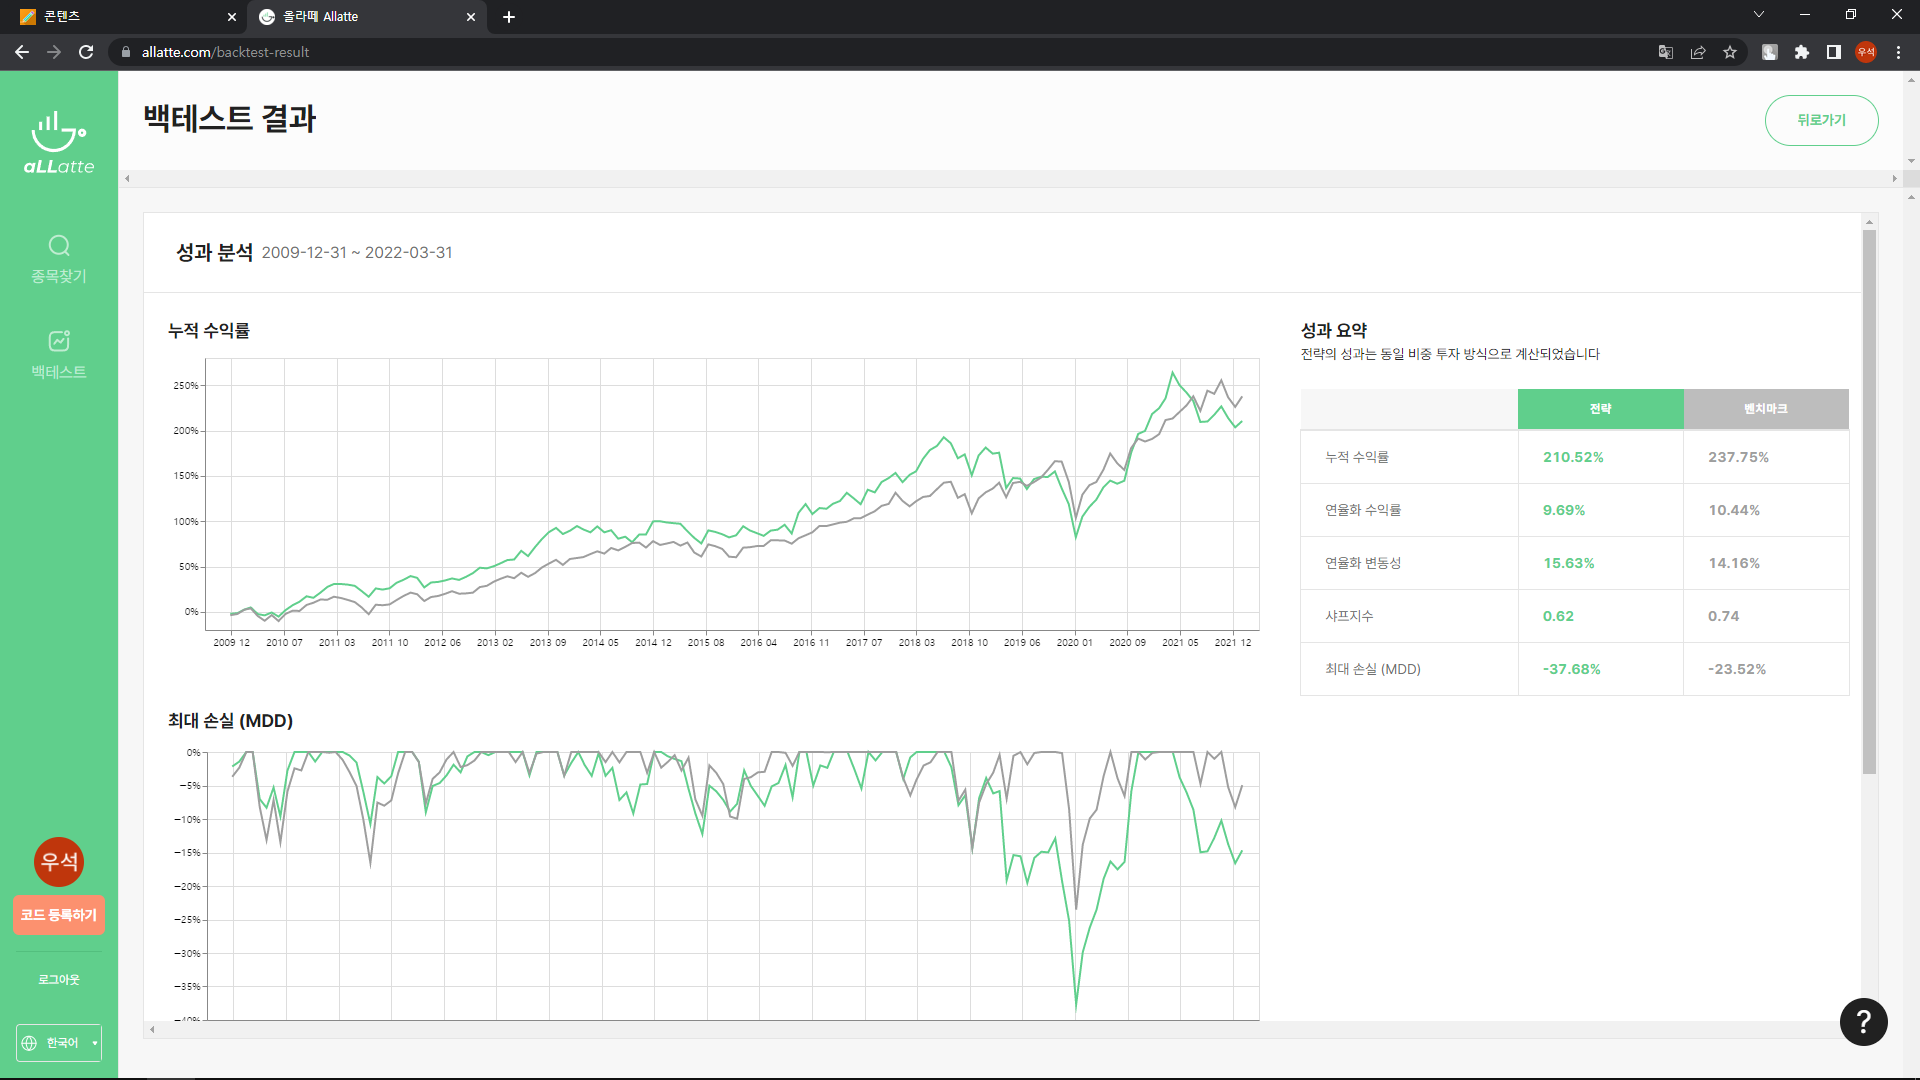 콘텐츠
올라떼 Allatte
allatte.com/backtest-result
우석
aLLatte
종목찾기
백테스트
우석
코드 등록하기
로그아웃
한국어
백테스트 결과
뒤로가기
성과 분석 2009-12-31 ~ 2022-03-31
누적 수익률
250%
200%
150%
100%
50%
0%
2009 12 2010 07 2011 03 2011 10 2012 06 2013 02 2013 09 2014 05 2014 12 2015 08 2016 04 2016 11 2017 07 2018 03 2018 10 2019 06 2020 01 2020 09 2021 05 2021 12
성과 요약
전략의 성과는 동일 비중 투자 방식으로 계산되었습니다
전략 벤치마크
누적 수익률 210.52% 237.75%
연율화 수익률 9.69% 10.44%
연율화 변동성 15.63% 14.16%
샤프지수 0.62 0.74
최대 손실 (MDD) -37.68% -23.52%
최대 손실 (MDD)
0%
−5%
−10%
−15%
−20%
−25%
−30%
−35%
−40%
?